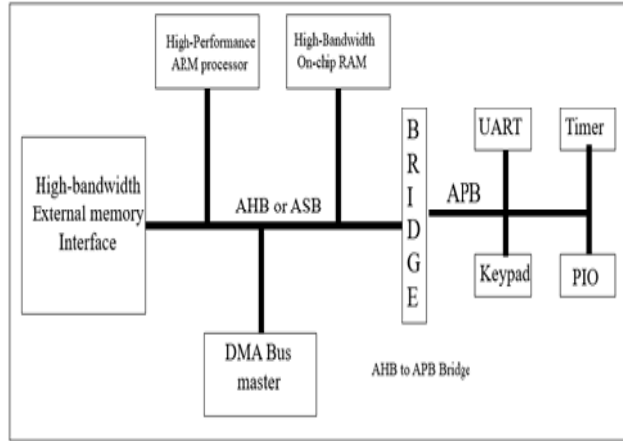 High-Performance
ARM processor
High-Bandwidth
On-chip RAM
High-bandwidth
External memory
Interface
AHB or ASB
DMA Bus
master
BRIDGE
APB
UART
Timer
Keypad
PIO
AHB to APB Bridge